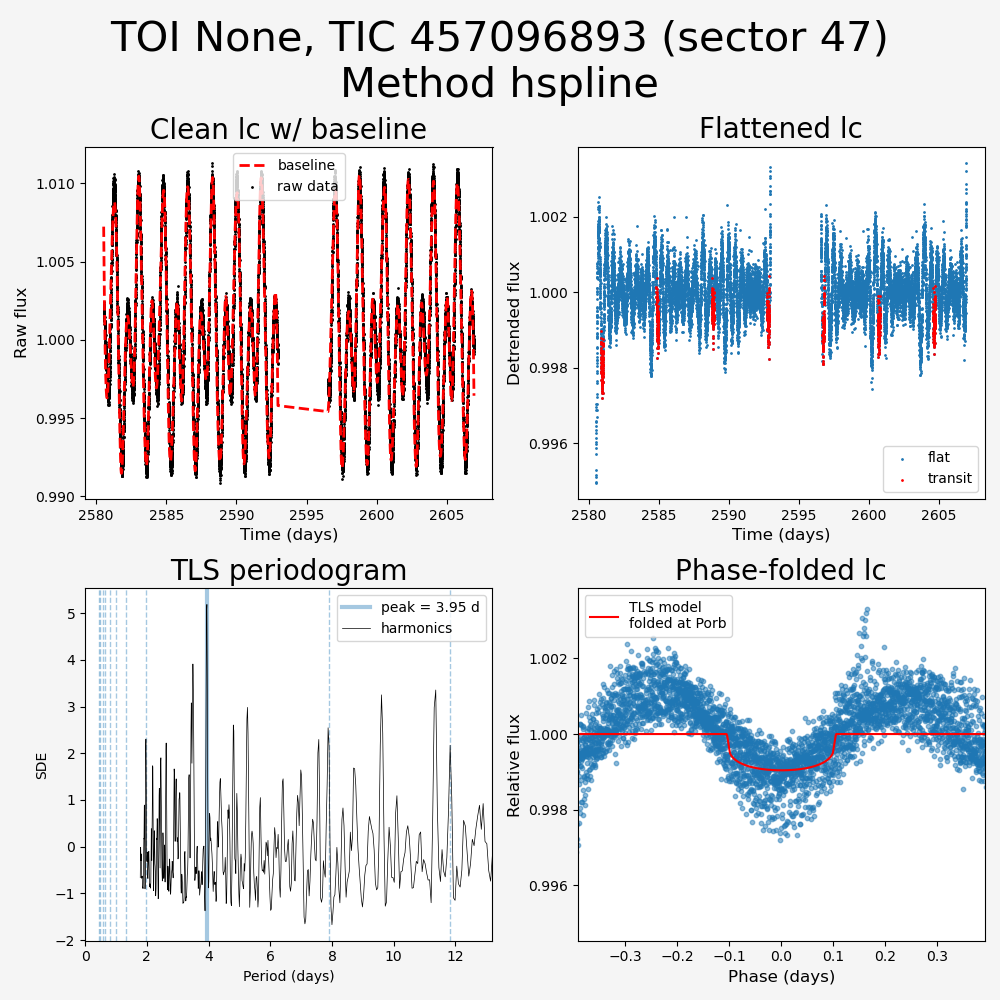 TOI None, TIC 457096893 (sector 47)
Method hspline
Clean lc w/ baseline
Raw flux
1.010
1.005
1.000
0.995
0.990
baseline
raw data
2580 2585 2590 2595 2600 2605
Time (days)
Flattened lc
Detrended flux
1.002
1.000
0.998
0.996
flat
transit
2580 2585 2590 2595 2600 2605
Time (days)
TLS periodogram
SDE
5
4
3
2
1
0
−1
−2
peak = 3.95 d
harmonics
0 2 4 6 8 10 12
Period (days)
Phase-folded lc
Relative flux
1.002
1.000
0.998
0.996
TLS model
folded at Porb
−0.3 −0.2 −0.1 0.0 0.1 0.2 0.3
Phase (days)